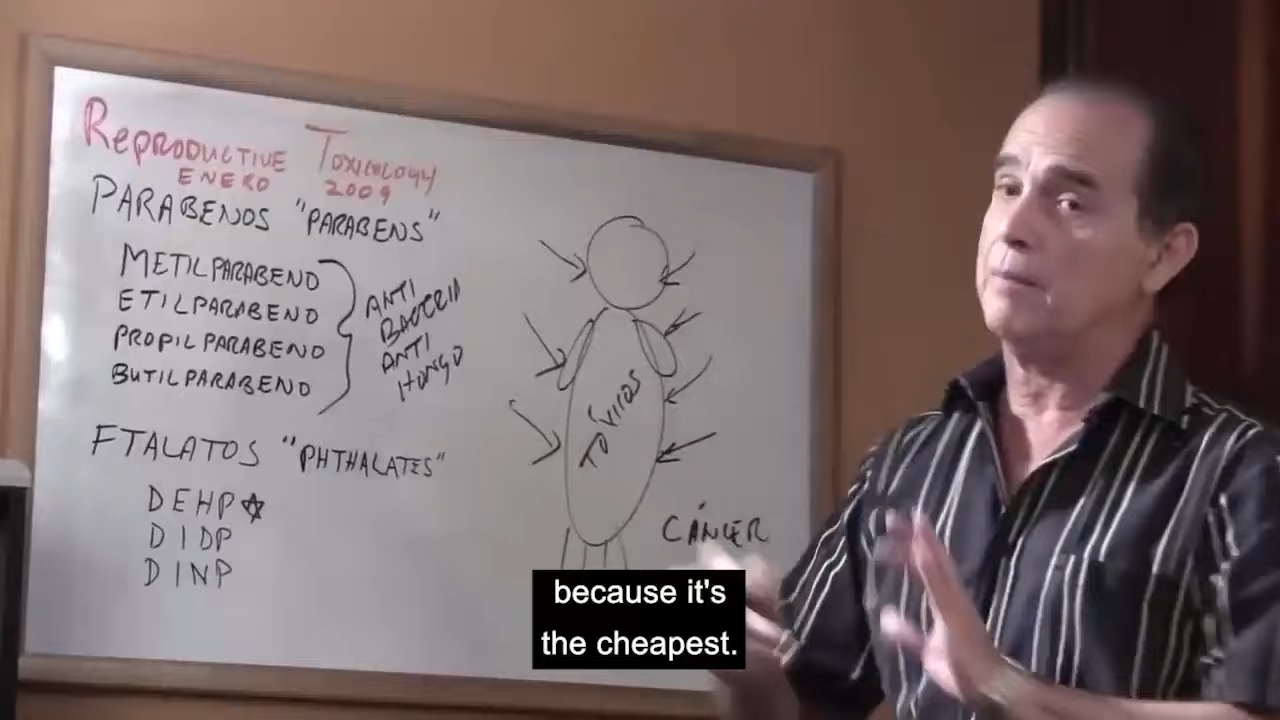 REPRODUCTIVE TOXICOLOGY
ENERO 2009
PARABENOS "PARABENS"
METILPARABENO
ETILPARABENO
PROPILPARABENO
BUTILPARABENO
ANTI
BACTERIA
ANTI
HONGO
FTALATOS "PHTHALATES"
DEHP
DIDP
DINP
TÓXICOS
CÁNCER
because it's
the cheapest.